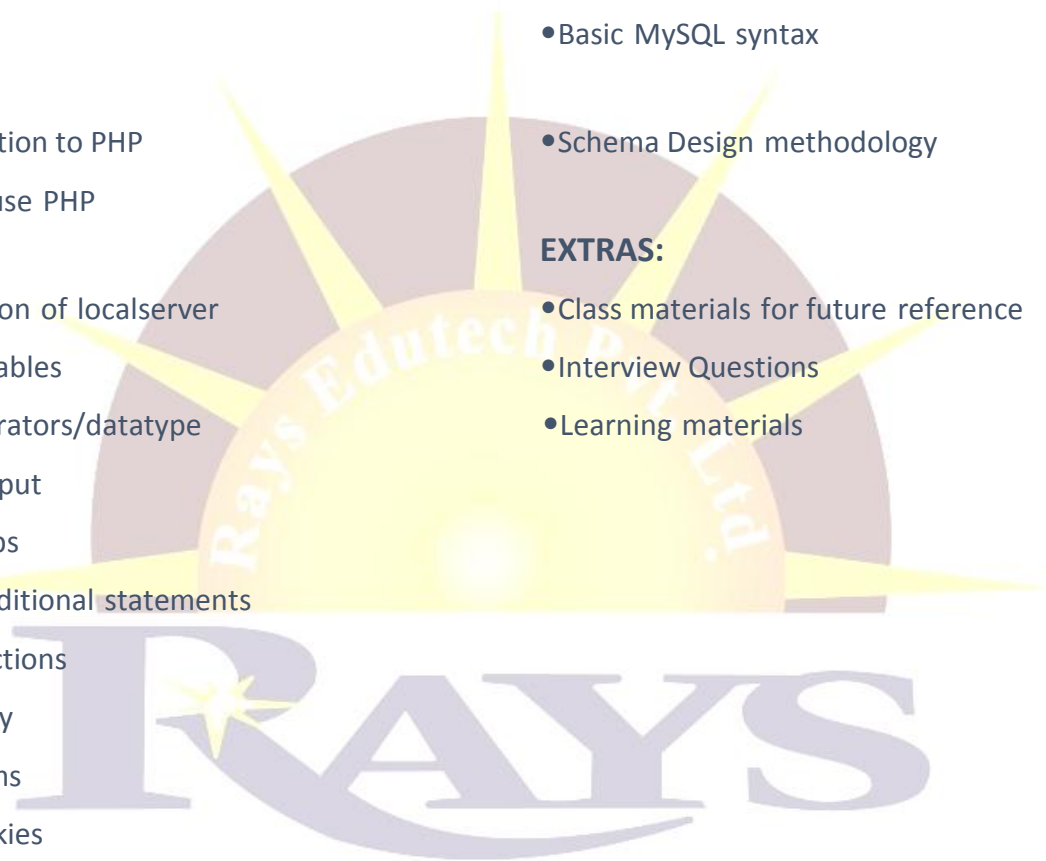 tion to PHP
use PHP
on of localserver
ables
rators/datatype
put
ps
ditional statements
ctions
y
ns
kies
•Basic MySQL syntax
•Schema Design methodology
EXTRAS:
•Class materials for future reference
•Interview Questions
•Learning materials
Rays Edutech Pvt. Ltd.
RAYS